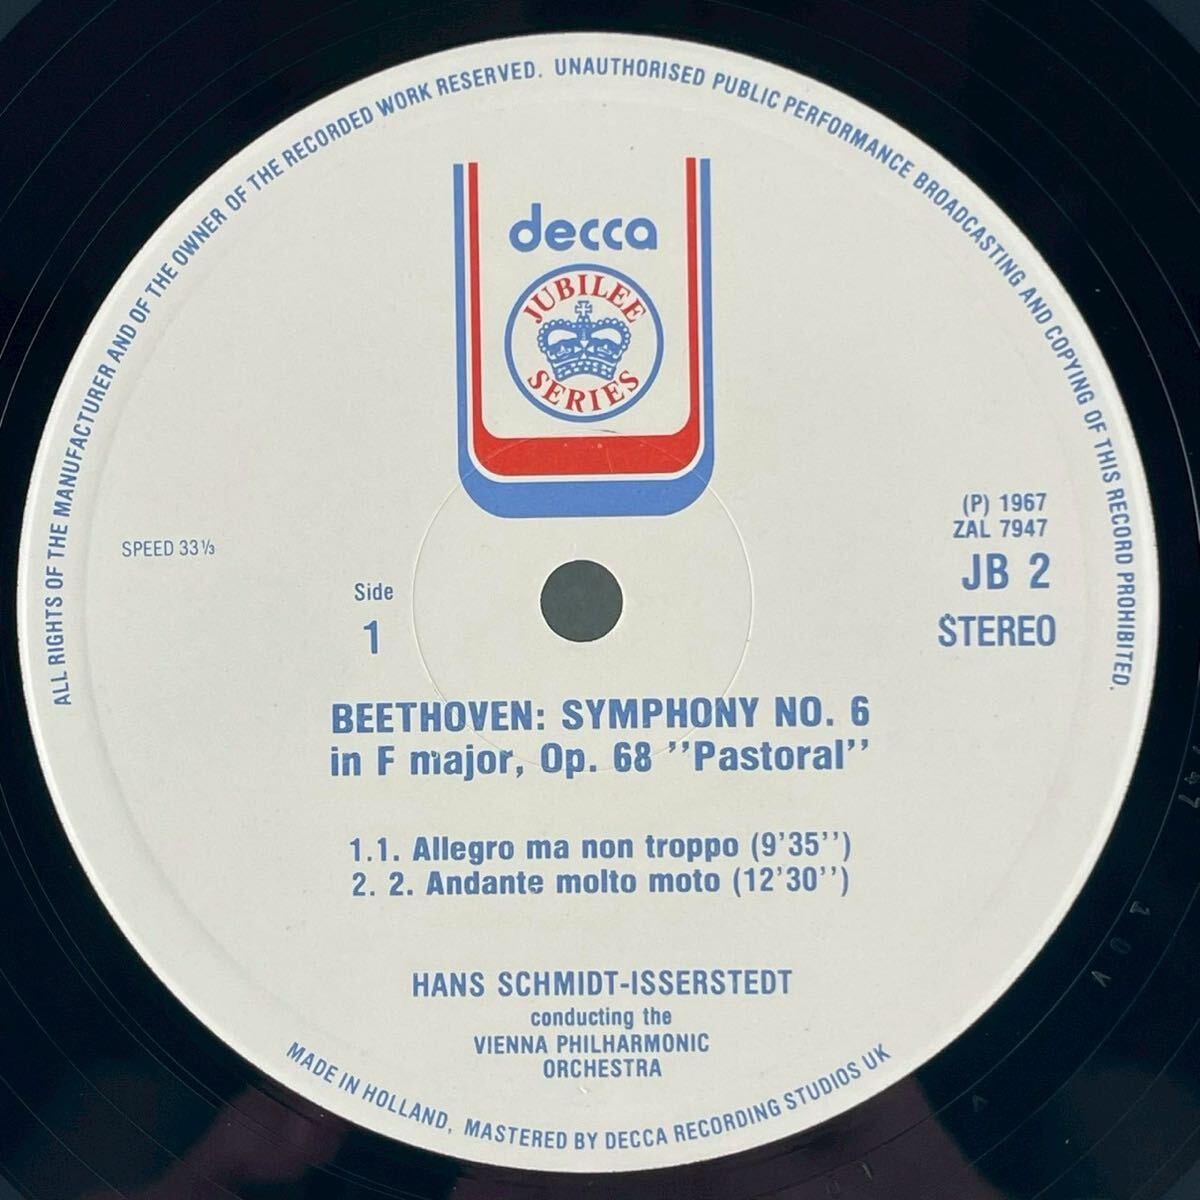 ALL RIGHTS OF THE MANUFACTURER AND OF THE OWNER OF THE RECORDED WORK RESERVED. UNAUTHORISED PUBLIC PERFORMANCE BROADCASTING AND COPYING OF THIS RECORD PROHIBITED.
decca
JUBILEE
SERIES
SPEED 33⅓
(P) 1967
ZAL 7947
JB 2
STEREO
Side
1
BEETHOVEN: SYMPHONY NO. 6
in F major, Op. 68 ''Pastoral''
1.1. Allegro ma non troppo (9'35'')
2. 2. Andante molto moto (12'30'')
HANS SCHMIDT-ISSERSTEDT
conducting the
VIENNA PHILHARMONIC
ORCHESTRA
MADE IN HOLLAND, MASTERED BY DECCA RECORDING STUDIOS UK